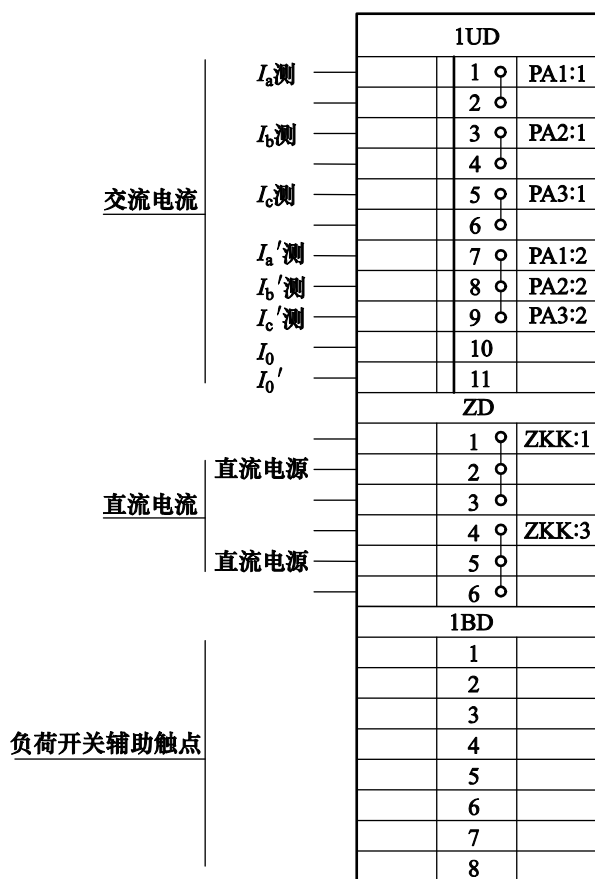 1UD
Ia测 1 PA1:1
2
Ib测 3 PA2:1
4
交流电流 Ic测 5 PA3:1
6
Ia′测 7 PA1:2
Ib′测 8 PA2:2
Ic′测 9 PA3:2
I0 10
I0′ 11
ZD
1 ZKK:1
直流电源 2
直流电流 3
4 ZKK:3
直流电源 5
6
1BD
1
2
3
负荷开关辅助触点 4
5
6
7
8